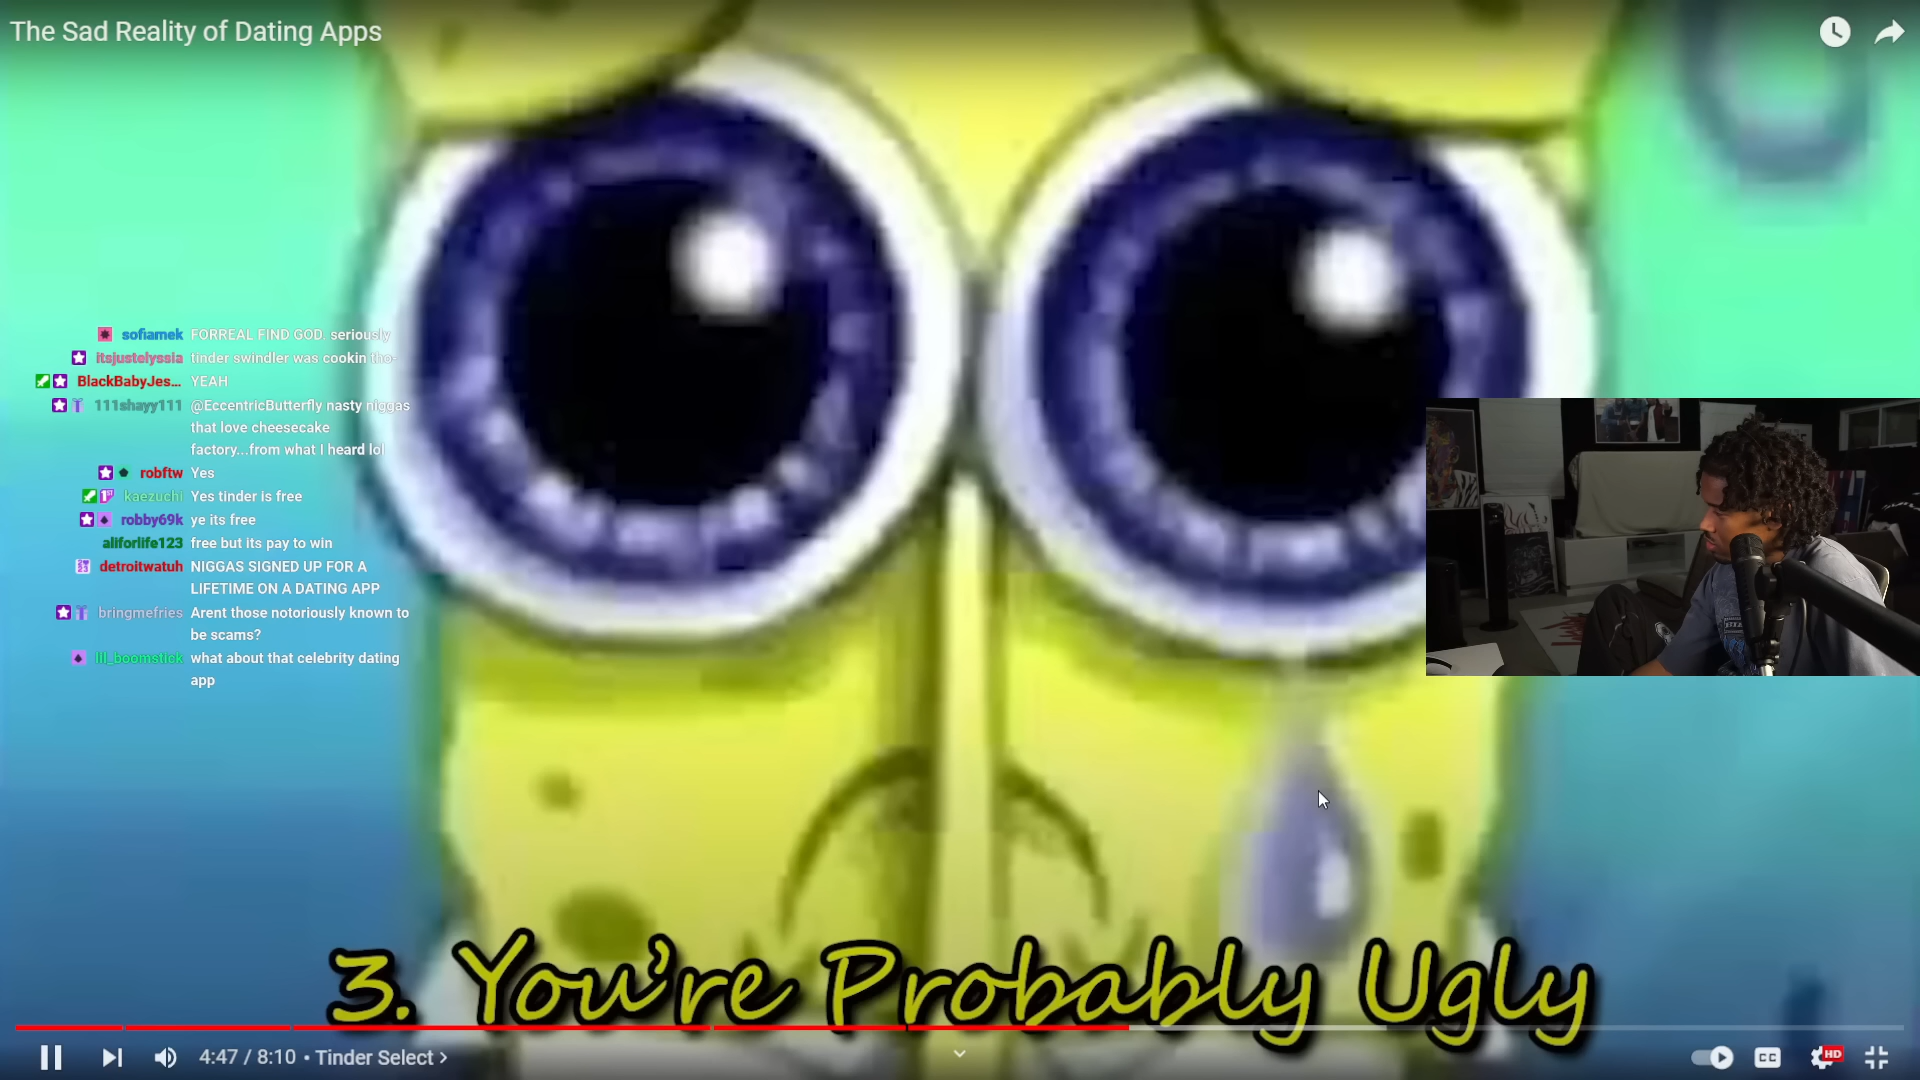 The Sad Reality of Dating Apps
sofiamek FORREAL FIND GOD. seriously
itsjustelyssia tinder swindler was cookin tho-
BlackBabyJes... YEAH
111shayy111 @EccentricButterfly nasty niggas
that love cheesecake
factory...from what I heard lol
robftw Yes
kaezuchi Yes tinder is free
robby69k ye its free
aliforlife123 free but its pay to win
detroitwatuh NIGGAS SIGNED UP FOR A
LIFETIME ON A DATING APP
bringmefries Arent those notoriously known to
be scams?
lil_boomstick what about that celebrity dating
app
3. You're Probably Ugly
4:47 / 8:10 • Tinder Select >
CC
HD